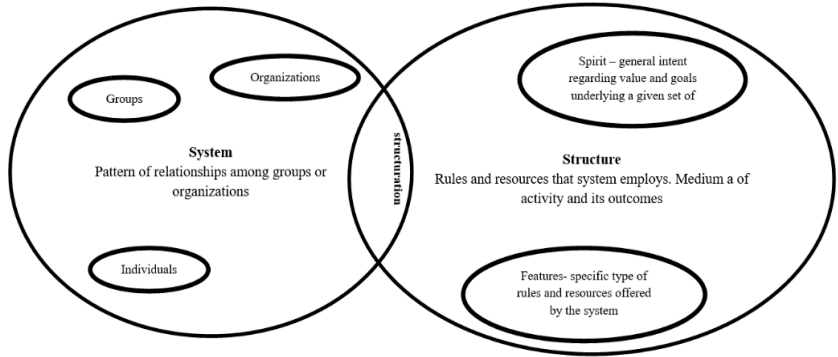 Organizations
Groups
System
Pattern of relationships among groups or
organizations
Individuals
structuration
Spirit – general intent
regarding value and goals
underlying a given set of
Structure
Rules and resources that system employs. Medium a of
activity and its outcomes
Features- specific type of
rules and resources offered
by the system